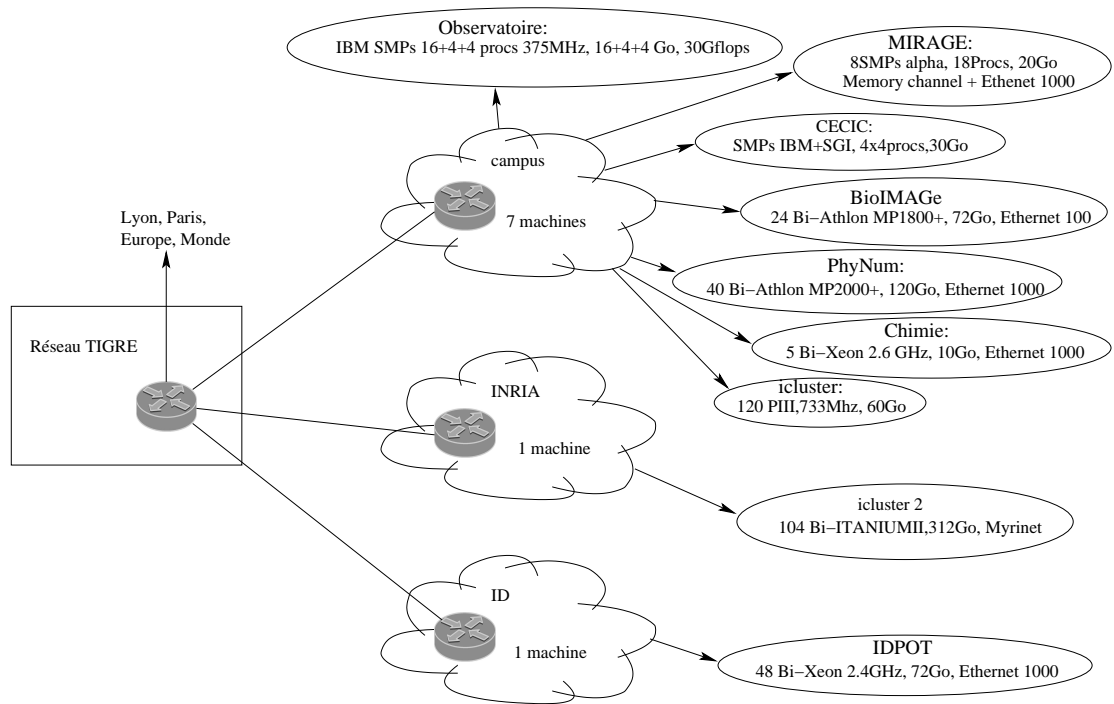 Observatoire:
IBM SMPs 16+4+4 procs 375MHz, 16+4+4 Go, 30Gflops
MIRAGE:
8SMPs alpha, 18Procs, 20Go
Memory channel + Ethenet 1000
CECIC:
SMPs IBM+SGI, 4x4procs,30Go
campus
7 machines
BioIMAGe
24 Bi−Athlon MP1800+, 72Go, Ethernet 100
Lyon, Paris,
Europe, Monde
PhyNum:
40 Bi−Athlon MP2000+, 120Go, Ethernet 1000
Chimie:
5 Bi−Xeon 2.6 GHz, 10Go, Ethernet 1000
Réseau TIGRE
icluster:
120 PIII,733Mhz, 60Go
INRIA
1 machine
icluster 2
104 Bi−ITANIUMII,312Go, Myrinet
ID
1 machine
IDPOT
48 Bi−Xeon 2.4GHz, 72Go, Ethernet 1000